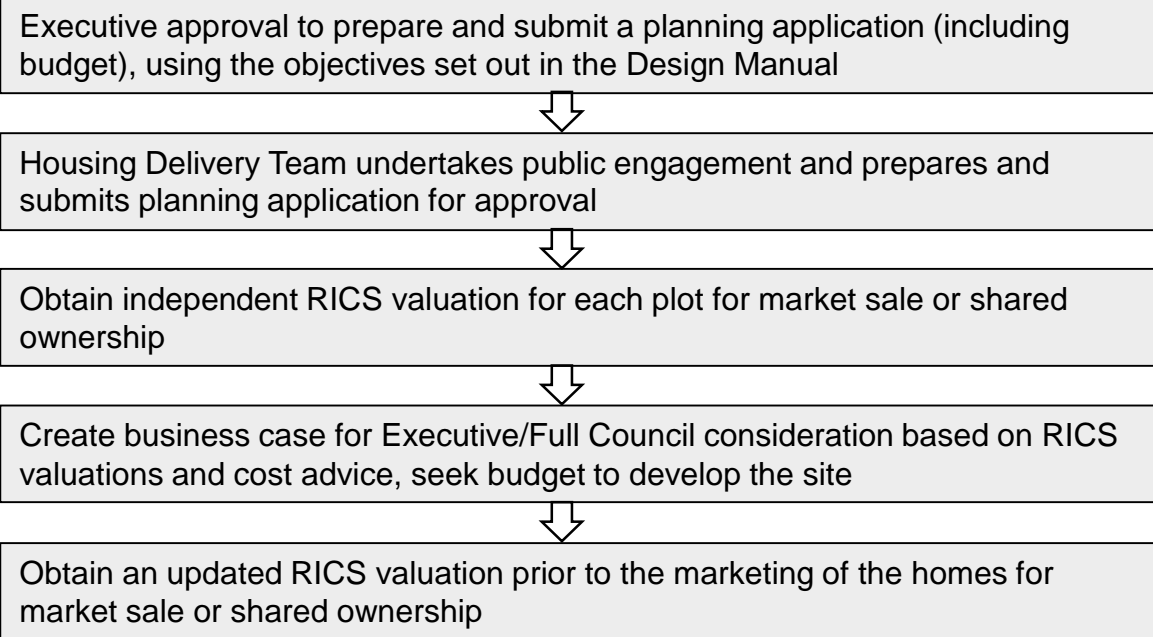 Executive approval to prepare and submit a planning application (including
budget), using the objectives set out in the Design Manual
Housing Delivery Team undertakes public engagement and prepares and
submits planning application for approval
Obtain independent RICS valuation for each plot for market sale or shared
ownership
Create business case for Executive/Full Council consideration based on RICS
valuations and cost advice, seek budget to develop the site
Obtain an updated RICS valuation prior to the marketing of the homes for
market sale or shared ownership